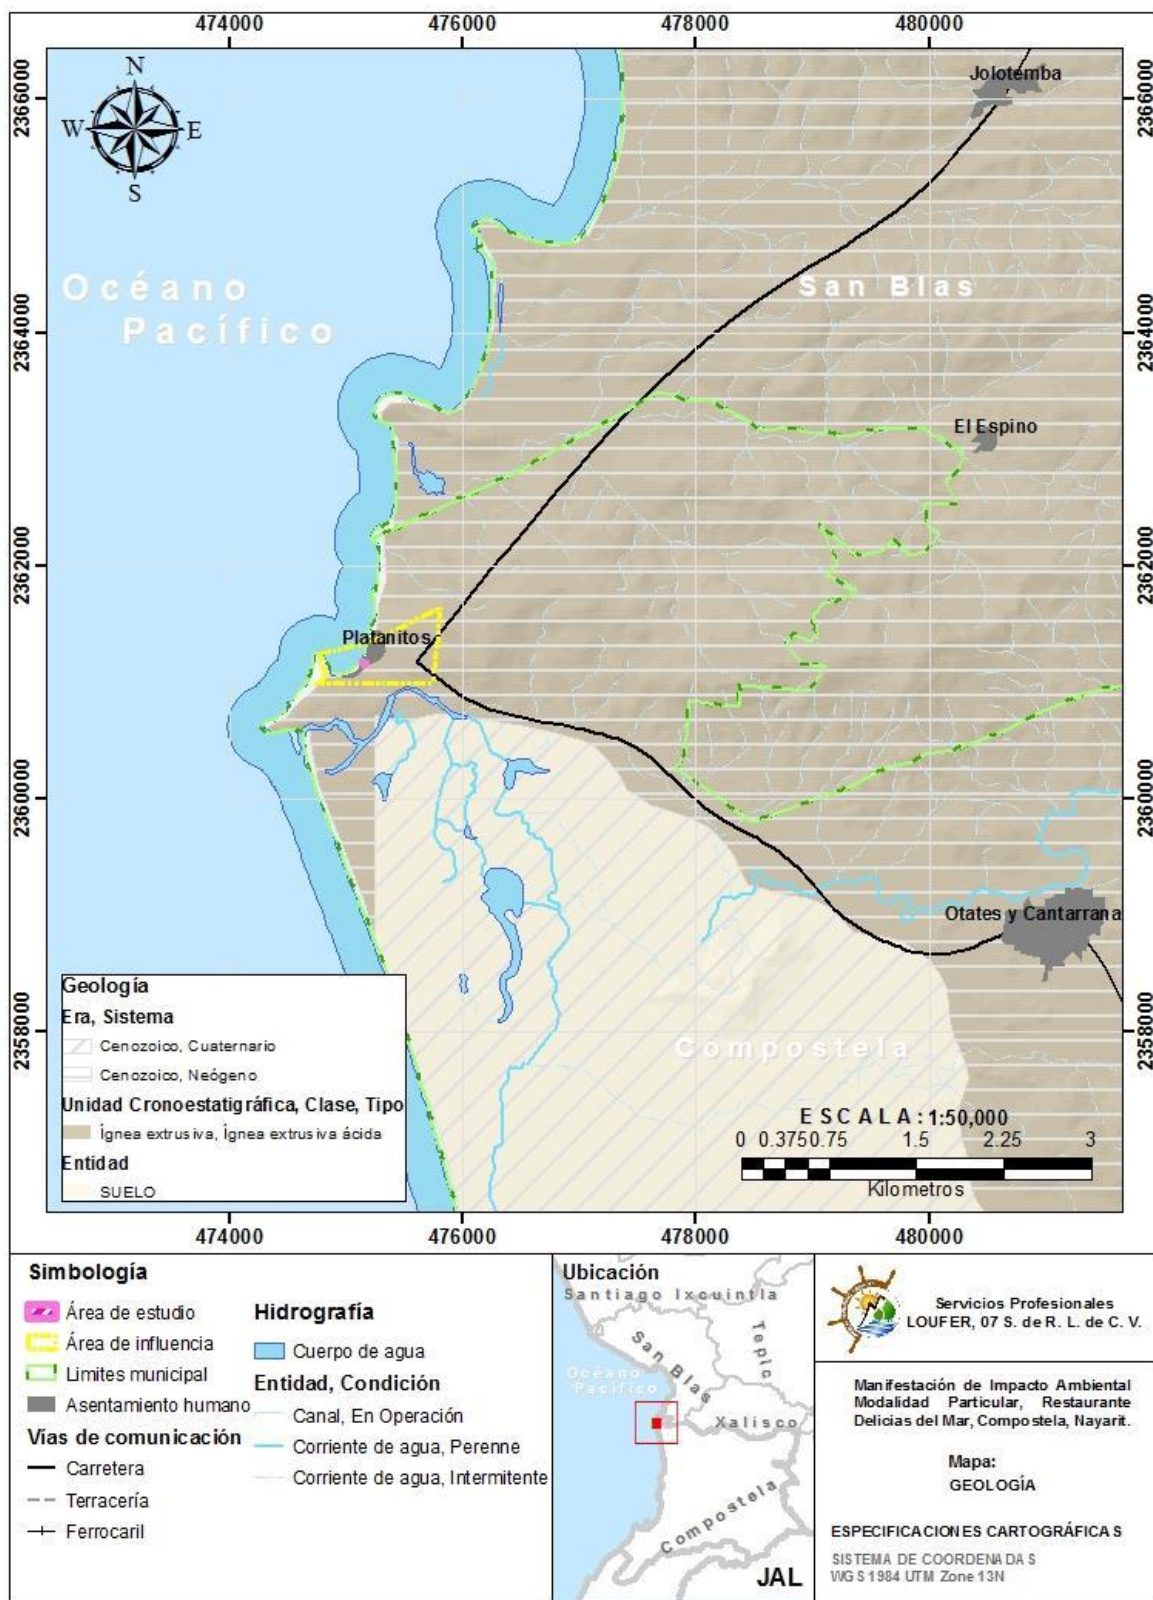 474000 476000 478000 480000
2366000 2366000
2364000 2364000
2362000 2362000
2360000 2360000
2358000 2358000
N
W E
S
Jolotemba
Océano
Pacífico
San Blas
El Espino
Platanitos
Otates y Cantarrana
Compostela
Geología
Era, Sistema
Cenozoico, Cuaternario
Cenozoico, Neógeno
Unidad Cronoestatigráfica, Clase, Tipo
Ígnea extrusiva, Ígnea extrusiva ácida
Entidad
SUELO
ESCALA: 1:50,000
0 0.375 0.75 1.5 2.25 3
Kilometros
474000 476000 478000 480000
Simbología
Área de estudio
Área de influencia
Limites municipal
Asentamiento humano
Vías de comunicación
Carretera
Terracería
Ferrocaril
Hidrografía
Cuerpo de agua
Entidad, Condición
Canal, En Operación
Corriente de agua, Perenne
Corriente de agua, Intermitente
Ubicación
Santiago Ixcuintla
San Blas
Tepic
Océano
Pacífico
Xalisco
Compostela
JAL
Servicios Profesionales
LOUFER, 07 S. de R. L. de C. V.
Manifestación de Impacto Ambiental
Modalidad Particular, Restaurante
Delicias del Mar, Compostela, Nayarit.
Mapa:
GEOLOGÍA
ESPECIFICACIONES CARTOGRÁFICAS
SISTEMA DE COORDENADAS
WGS 1984 UTM Zone 13N